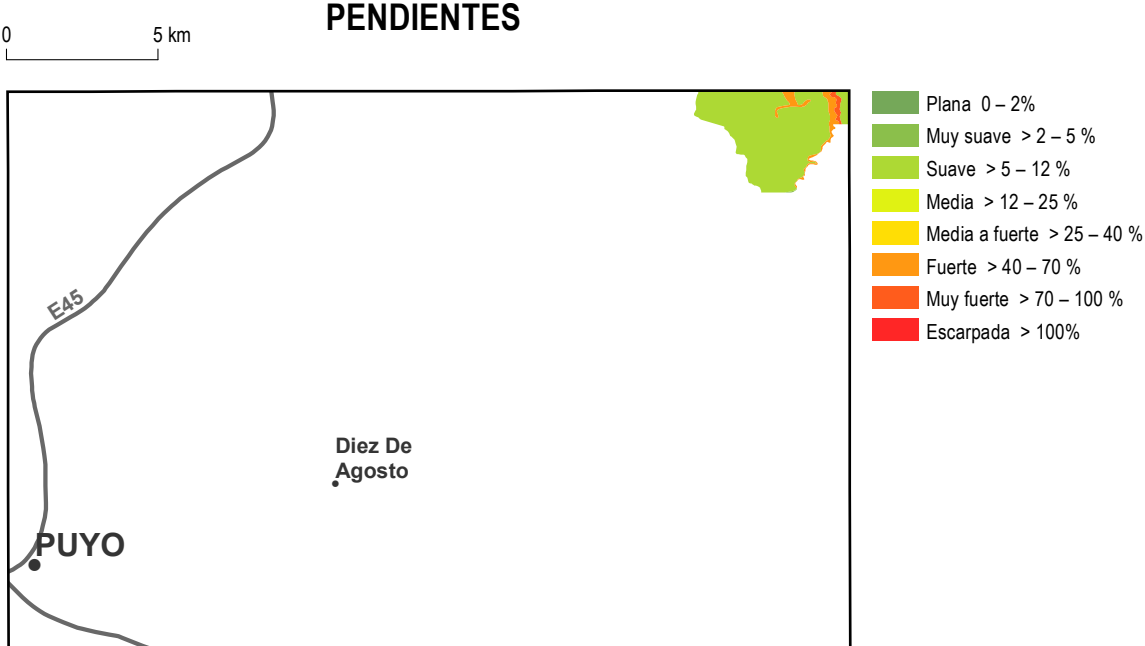 PENDIENTES
0 5 km
Plana 0 – 2%
Muy suave > 2 – 5 %
Suave > 5 – 12 %
Media > 12 – 25 %
Media a fuerte > 25 – 40 %
Fuerte > 40 – 70 %
Muy fuerte > 70 – 100 %
Escarpada > 100%
E45
Diez De
Agosto
PUYO